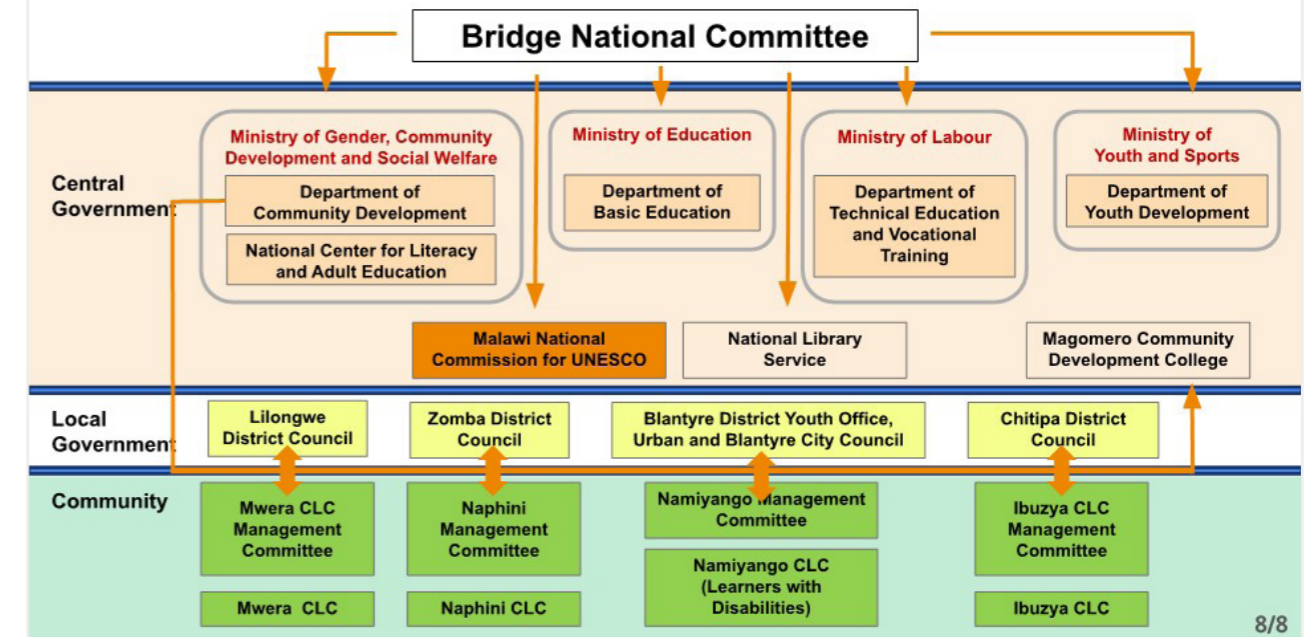 Bridge National Committee
Central
Government
Ministry of Gender, Community
Development and Social Welfare
Department of
Community Development
National Center for Literacy
and Adult Education
Ministry of Education
Department of
Basic Education
Ministry of Labour
Department of
Technical Education
and Vocational
Training
Ministry of
Youth and Sports
Department of
Youth Development
Malawi National
Commission for UNESCO
National Library
Service
Magomero Community
Development College
Local
Government
Lilongwe
District Council
Zomba District
Council
Blantyre District Youth Office,
Urban and Blantyre City Council
Chitipa District
Council
Community
Mwera CLC
Management
Committee
Naphini
Management
Committee
Namiyango Management
Committee
Ibuzya CLC
Management
Committee
Mwera CLC
Naphini CLC
Namiyango CLC
(Learners with
Disabilities)
Ibuzya CLC
8/8